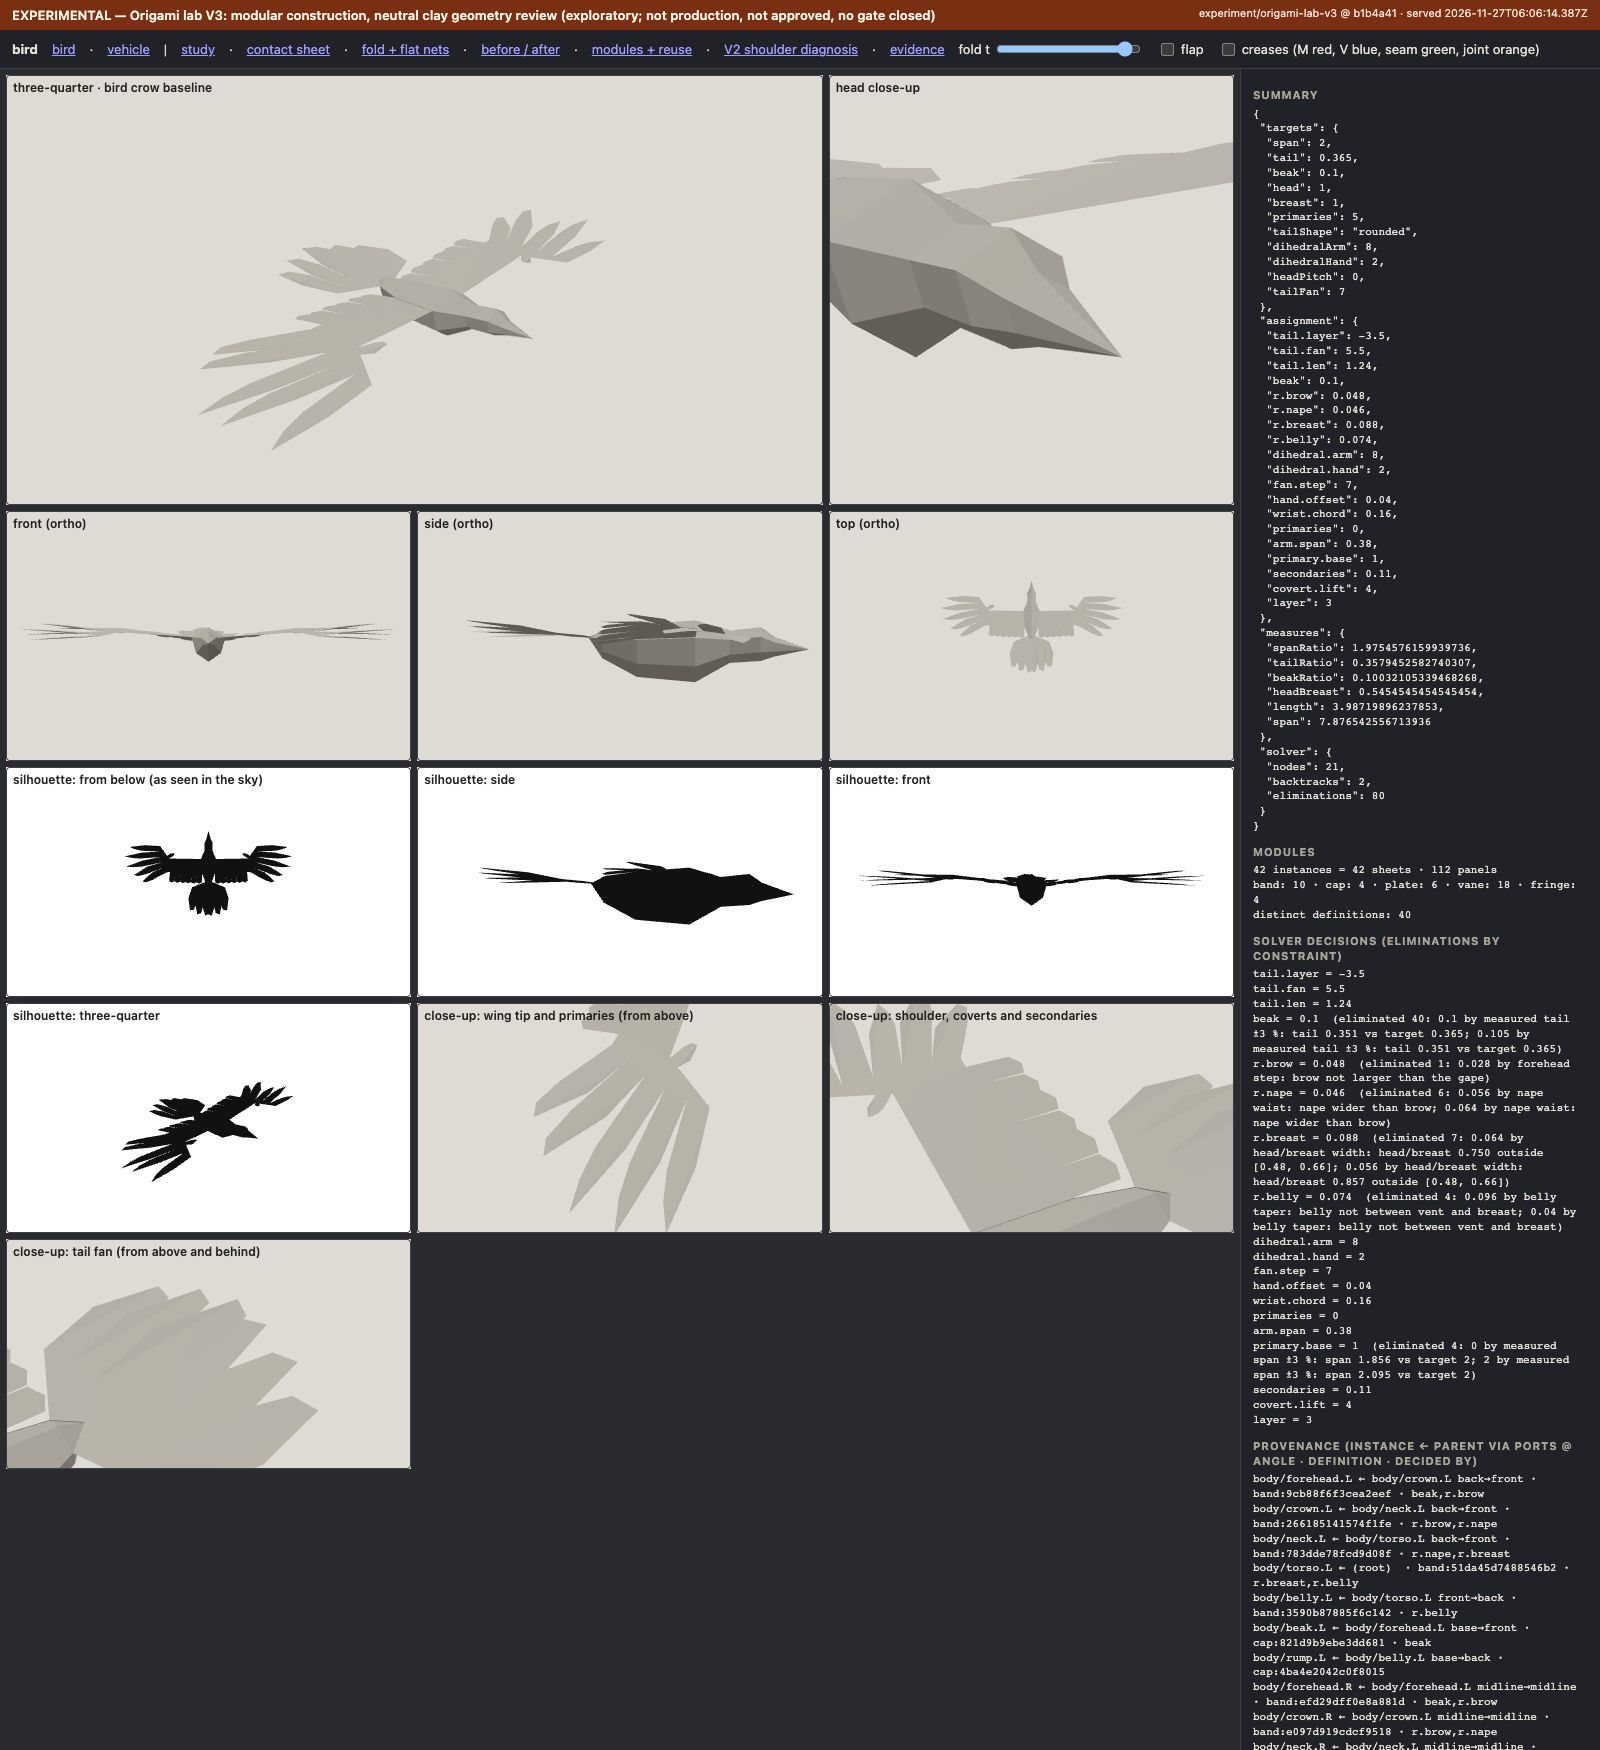 EXPERIMENTAL — Origami lab V3: modular construction, neutral clay geometry review (exploratory; not production, not approved, no gate closed)
experiment/origami-lab-v3 @ b1b4a41 · served 2026-11-27T06:06:14.387Z
bird bird · vehicle | study · contact sheet · fold + flat nets · before / after · modules + reuse · V2 shoulder diagnosis · evidence fold t flap creases (M red, V blue, seam green, joint orange)
three-quarter · bird crow baseline
head close-up
front (ortho)
side (ortho)
top (ortho)
silhouette: from below (as seen in the sky)
silhouette: side
silhouette: front
silhouette: three-quarter
close-up: wing tip and primaries (from above)
close-up: shoulder, coverts and secondaries
close-up: tail fan (from above and behind)
SUMMARY
{
"targets": {
"span": 2,
"tail": 0.365,
"beak": 0.1,
"head": 1,
"breast": 1,
"primaries": 5,
"tailShape": "rounded",
"dihedralArm": 8,
"dihedralHand": 2,
"headPitch": 0,
"tailFan": 7
},
"assignment": {
"tail.layer": -3.5,
"tail.fan": 5.5,
"tail.len": 1.24,
"beak": 0.1,
"r.brow": 0.048,
"r.nape": 0.046,
"r.breast": 0.088,
"r.belly": 0.074,
"dihedral.arm": 8,
"dihedral.hand": 2,
"fan.step": 7,
"hand.offset": 0.04,
"wrist.chord": 0.16,
"primaries": 0,
"arm.span": 0.38,
"primary.base": 1,
"secondaries": 0.11,
"covert.lift": 4,
"layer": 3
},
"measures": {
"spanRatio": 1.9754576159939736,
"tailRatio": 0.3579452582740307,
"beakRatio": 0.10032105339468268,
"headBreast": 0.5454545454545454,
"length": 3.98719896237853,
"span": 7.876542556713936
},
"solver": {
"nodes": 21,
"backtracks": 2,
"eliminations": 80
}
}
MODULES
42 instances = 42 sheets · 112 panels
band: 10 · cap: 4 · plate: 6 · vane: 18 · fringe:
4
distinct definitions: 40
SOLVER DECISIONS (ELIMINATIONS BY
CONSTRAINT)
tail.layer = -3.5
tail.fan = 5.5
tail.len = 1.24
beak = 0.1 (eliminated 40: 0.1 by measured tail
±3 %: tail 0.351 vs target 0.365; 0.105 by
measured tail ±3 %: tail 0.351 vs target 0.365)
r.brow = 0.048 (eliminated 1: 0.028 by forehead
step: brow not larger than the gape)
r.nape = 0.046 (eliminated 6: 0.056 by nape
waist: nape wider than brow; 0.064 by nape waist:
nape wider than brow)
r.breast = 0.088 (eliminated 7: 0.064 by
head/breast width: head/breast 0.750 outside
[0.48, 0.66]; 0.056 by head/breast width:
head/breast 0.857 outside [0.48, 0.66])
r.belly = 0.074 (eliminated 4: 0.096 by belly
taper: belly not between vent and breast; 0.04 by
belly taper: belly not between vent and breast)
dihedral.arm = 8
dihedral.hand = 2
fan.step = 7
hand.offset = 0.04
wrist.chord = 0.16
primaries = 0
arm.span = 0.38
primary.base = 1 (eliminated 4: 0 by measured
span ±3 %: span 1.856 vs target 2; 2 by measured
span ±3 %: span 2.095 vs target 2)
secondaries = 0.11
covert.lift = 4
layer = 3
PROVENANCE (INSTANCE ← PARENT VIA PORTS @
ANGLE · DEFINITION · DECIDED BY)
body/forehead.L ← body/crown.L back→front ·
band:9cb88f6f3cea2eef · beak,r.brow
body/crown.L ← body/neck.L back→front ·
band:266185141574f1fe · r.brow,r.nape
body/neck.L ← body/torso.L back→front ·
band:783dde78fcd9d08f · r.nape,r.breast
body/torso.L ← (root) · band:51da45d7488546b2 ·
r.breast,r.belly
body/belly.L ← body/torso.L front→back ·
band:3590b87885f6c142 · r.belly
body/beak.L ← body/forehead.L base→front ·
cap:821d9b9ebe3dd681 · beak
body/rump.L ← body/belly.L base→back ·
cap:4ba4e2042c0f8015
body/forehead.R ← body/forehead.L midline→midline
· band:efd29dff0e8a881d · beak,r.brow
body/crown.R ← body/crown.L midline→midline ·
band:e097d919cdcf9518 · r.brow,r.nape
body/neck.R ← body/neck.L midline→midline ·